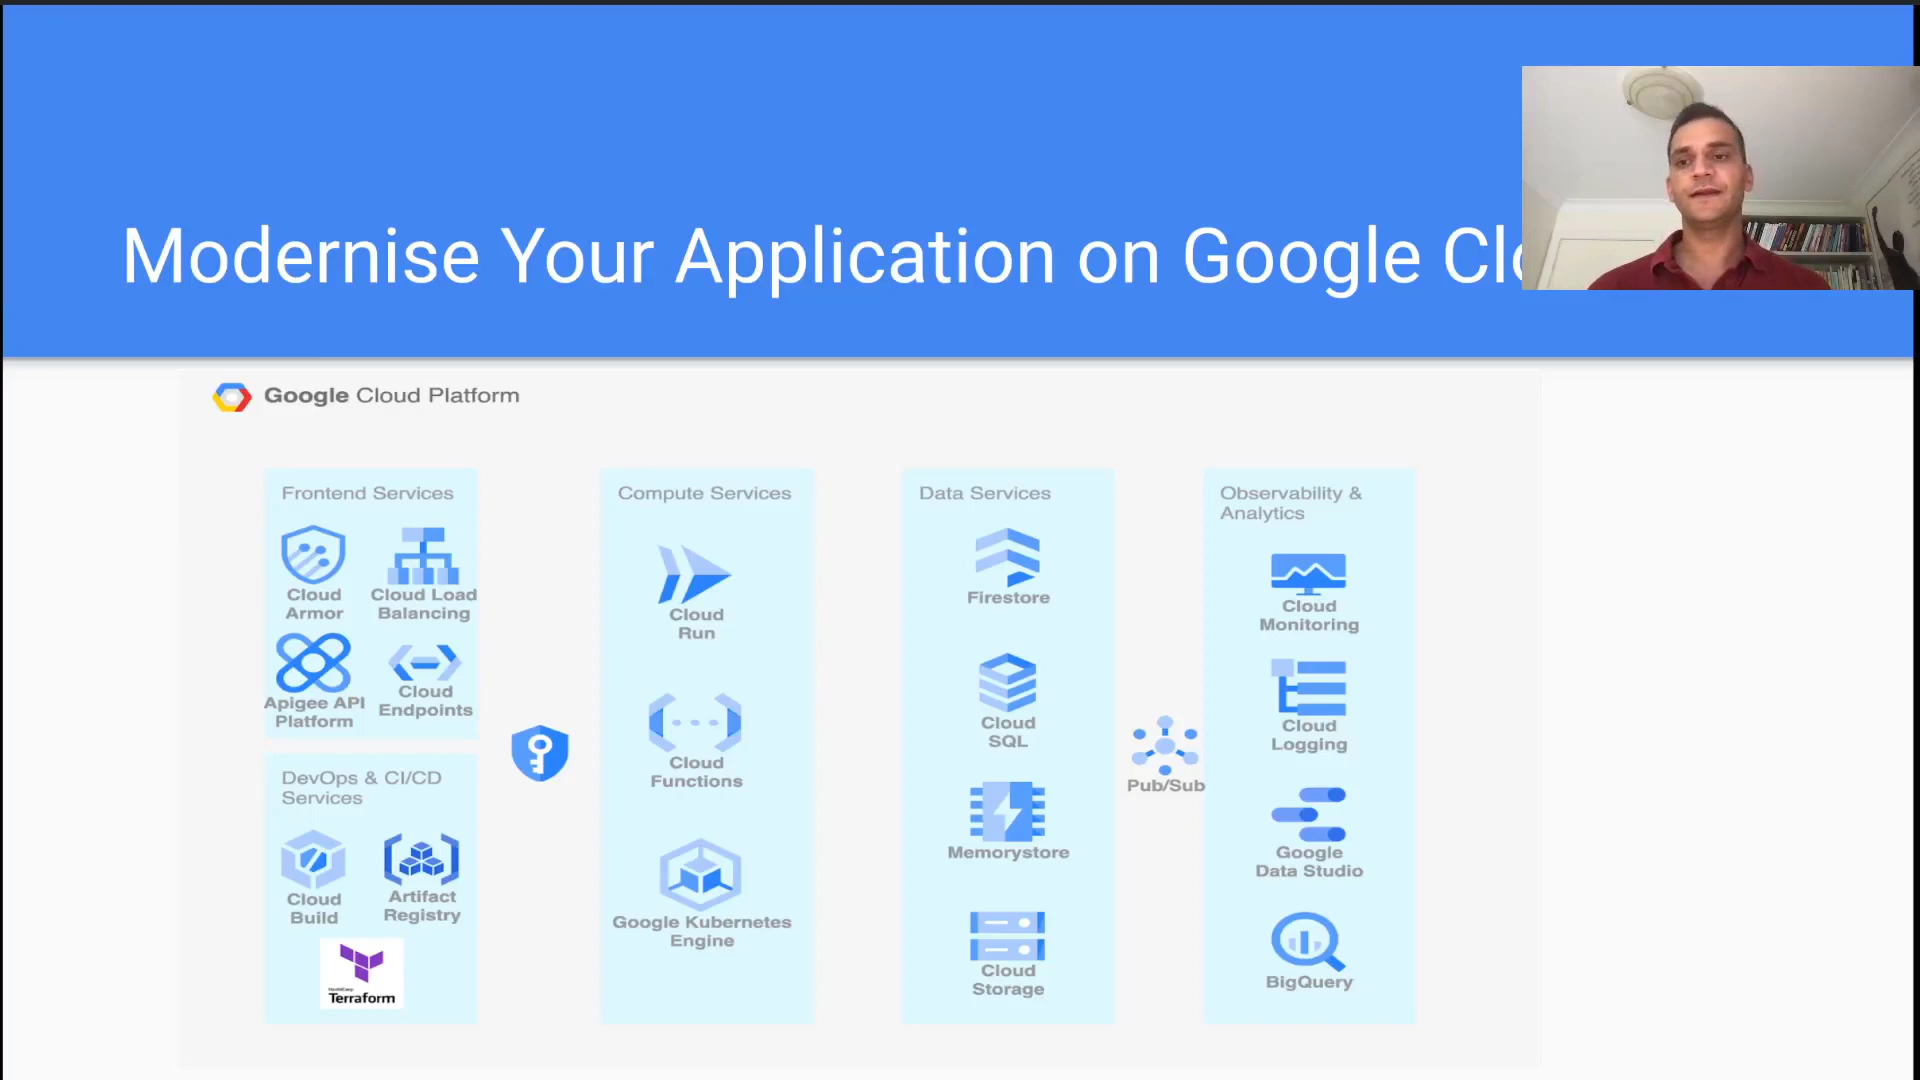 Modernise Your Application on Google Clo
Google Cloud Platform
Frontend Services
Cloud
Armor
Cloud Load
Balancing
Apigee API
Platform
Cloud
Endpoints
DevOps & CI/CD
Services
Cloud
Build
Artifact
Registry
HashiCorp
Terraform
Compute Services
Cloud
Run
Cloud
Functions
Google Kubernetes
Engine
Data Services
Firestore
Cloud
SQL
Memorystore
Cloud
Storage
Pub/Sub
Observability &
Analytics
Cloud
Monitoring
Cloud
Logging
Google
Data Studio
BigQuery